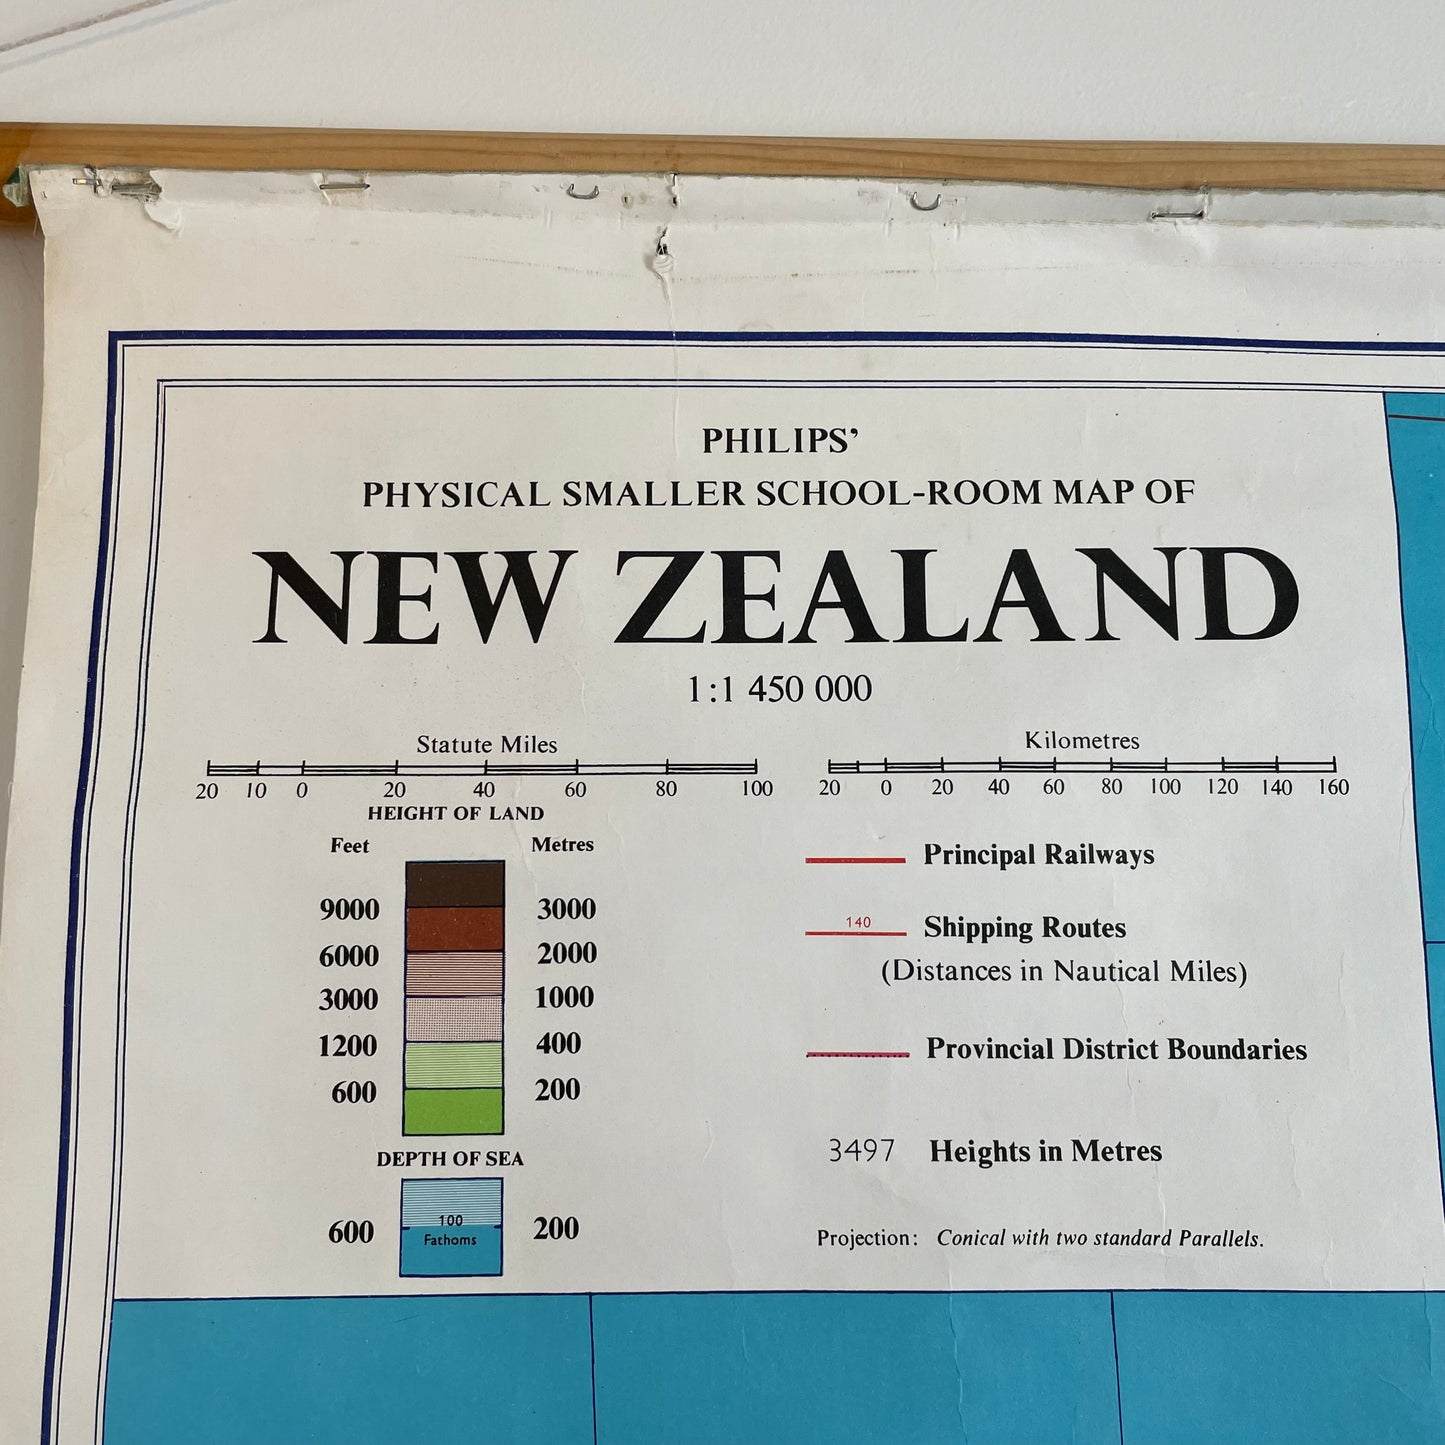 PHILIPS’
PHYSICAL SMALLER SCHOOL-ROOM MAP OF
NEW ZEALAND
1:1 450 000
Statute Miles
20 10 0 20 40 60 80 100
Kilometres
20 0 20 40 60 80 100 120 140 160
HEIGHT OF LAND
Feet Metres
9000 3000
6000 2000
3000 1000
1200 400
600 200
DEPTH OF SEA
600 200
100
Fathoms
Principal Railways
140 Shipping Routes
(Distances in Nautical Miles)
Provincial District Boundaries
3497 Heights in Metres
Projection: Conical with two standard Parallels.